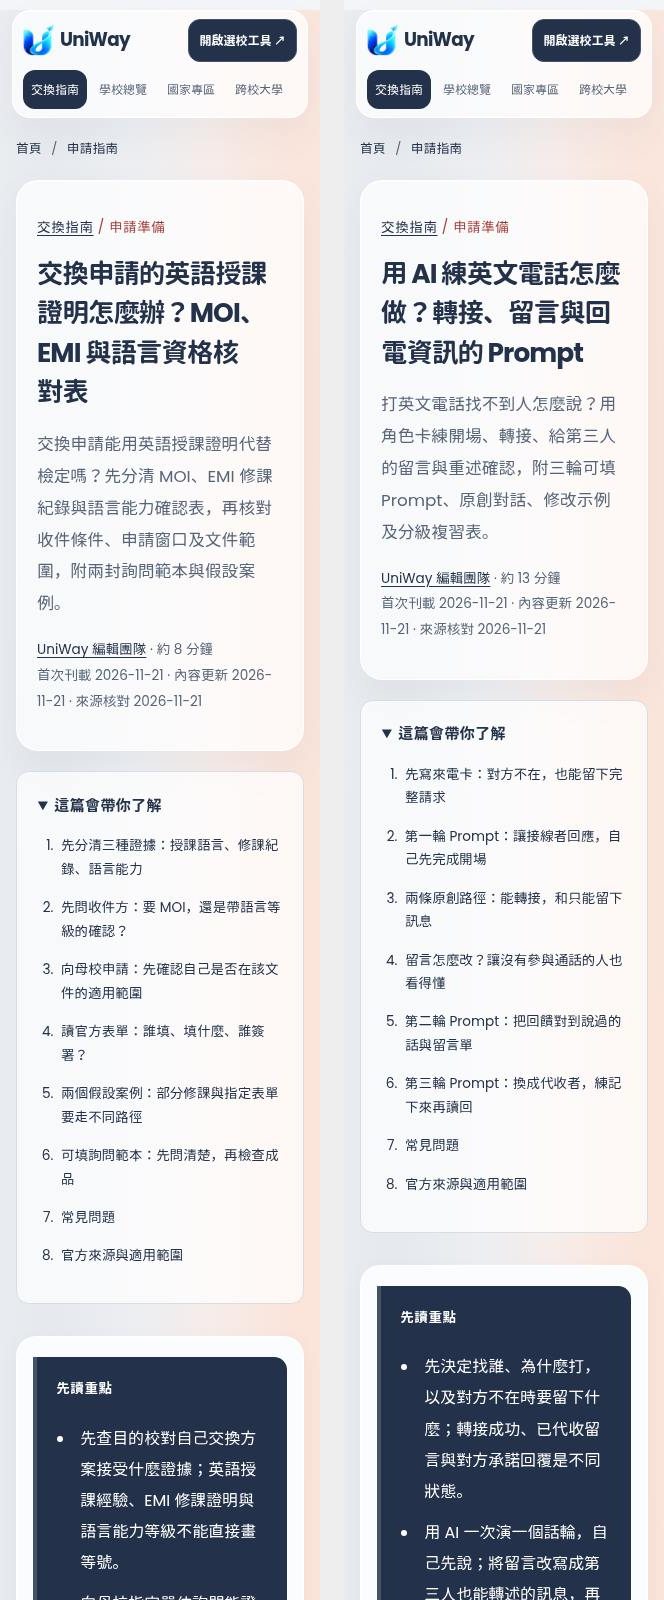 UniWay
開啟選校工具 ↗
交換指南 學校總覽 國家專區 跨校大學
首頁 / 申請指南
交換指南 / 申請準備
交換申請的英語授課
證明怎麼辦？MOI、
EMI 與語言資格核
對表
交換申請能用英語授課證明代替
檢定嗎？先分清 MOI、EMI 修課
紀錄與語言能力確認表，再核對
收件條件、申請窗口及文件範
圍，附兩封詢問範本與假設案
例。
UniWay 編輯團隊 · 約 8 分鐘
首次刊載 2026-11-21 · 內容更新 2026-
11-21 · 來源核對 2026-11-21
▼ 這篇會帶你了解
1. 先分清三種證據：授課語言、修課紀
錄、語言能力
2. 先問收件方：要 MOI，還是帶語言等
級的確認？
3. 向母校申請：先確認自己是否在該文
件的適用範圍
4. 讀官方表單：誰填、填什麼、誰簽
署？
5. 兩個假設案例：部分修課與指定表單
要走不同路徑
6. 可填詢問範本：先問清楚，再檢查成
品
7. 常見問題
8. 官方來源與適用範圍
先讀重點
• 先查目的校對自己交換方
案接受什麼證據；英語授
課經驗、EMI 修課證明與
語言能力等級不能直接畫
等號。
UniWay
開啟選校工具 ↗
交換指南 學校總覽 國家專區 跨校大學
首頁 / 申請指南
交換指南 / 申請準備
用 AI 練英文電話怎麼
做？轉接、留言與回
電資訊的 Prompt
打英文電話找不到人怎麼說？用
角色卡練開場、轉接、給第三人
的留言與重述確認，附三輪可填
Prompt、原創對話、修改示例
及分級複習表。
UniWay 編輯團隊 · 約 13 分鐘
首次刊載 2026-11-21 · 內容更新 2026-
11-21 · 來源核對 2026-11-21
▼ 這篇會帶你了解
1. 先寫來電卡：對方不在，也能留下完
整請求
2. 第一輪 Prompt：讓接線者回應，自
己先完成開場
3. 兩條原創路徑：能轉接，和只能留下
訊息
4. 留言怎麼改？讓沒有參與通話的人也
看得懂
5. 第二輪 Prompt：把回饋對到說過的
話與留言單
6. 第三輪 Prompt：換成代收者，練記
下來再讀回
7. 常見問題
8. 官方來源與適用範圍
先讀重點
• 先決定找誰、為什麼打，
以及對方不在時要留下什
麼；轉接成功、已代收留
言與對方承諾回覆是不同
狀態。
• 用 AI 一次演一個話輪，自
己先說；將留言改寫成第
三人也能轉述的訊息，再